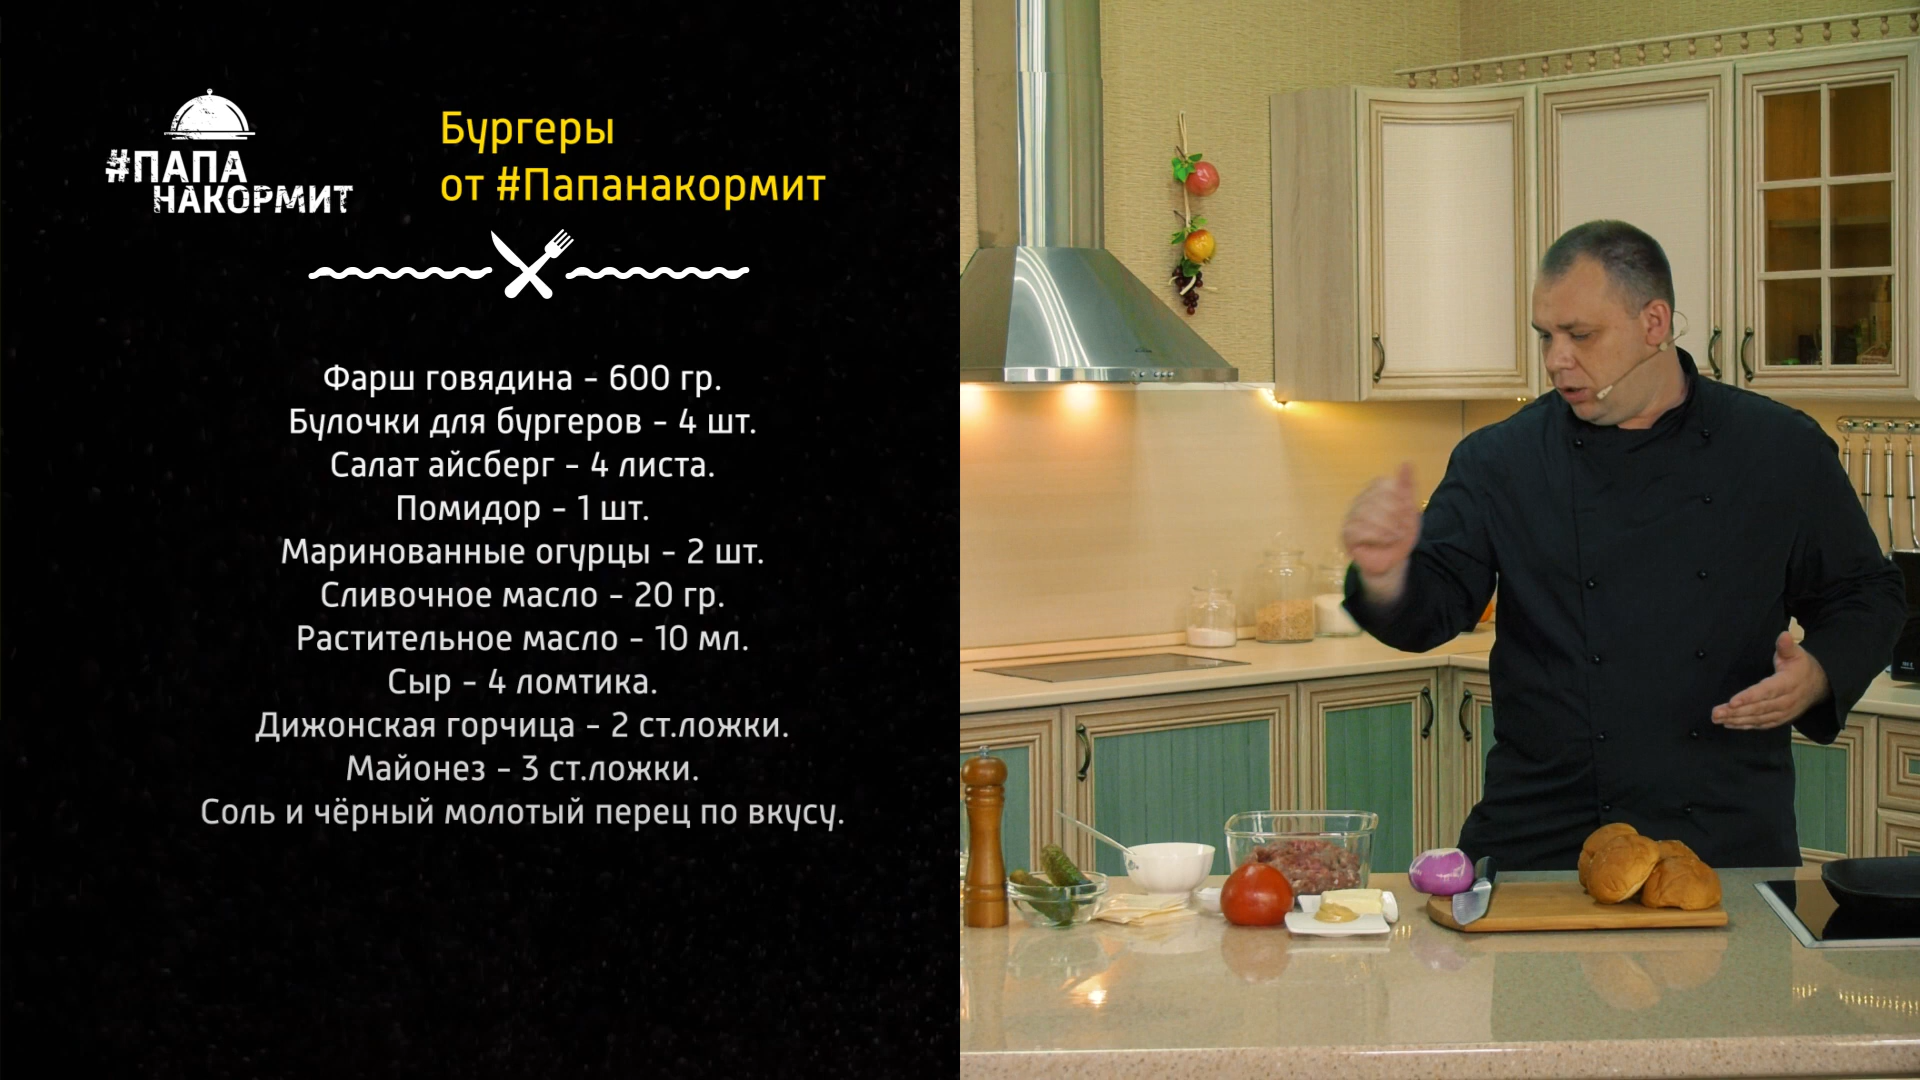 #ПАПА
НАКОРМИТ
Бургеры
от #Папанакормит
Фарш говядина - 600 гр.
Булочки для бургеров - 4 шт.
Салат айсберг - 4 листа.
Помидор - 1 шт.
Маринованные огурцы - 2 шт.
Сливочное масло - 20 гр.
Растительное масло - 10 мл.
Сыр - 4 ломтика.
Дижонская горчица - 2 ст.ложки.
Майонез - 3 ст.ложки.
Соль и чёрный молотый перец по вкусу.